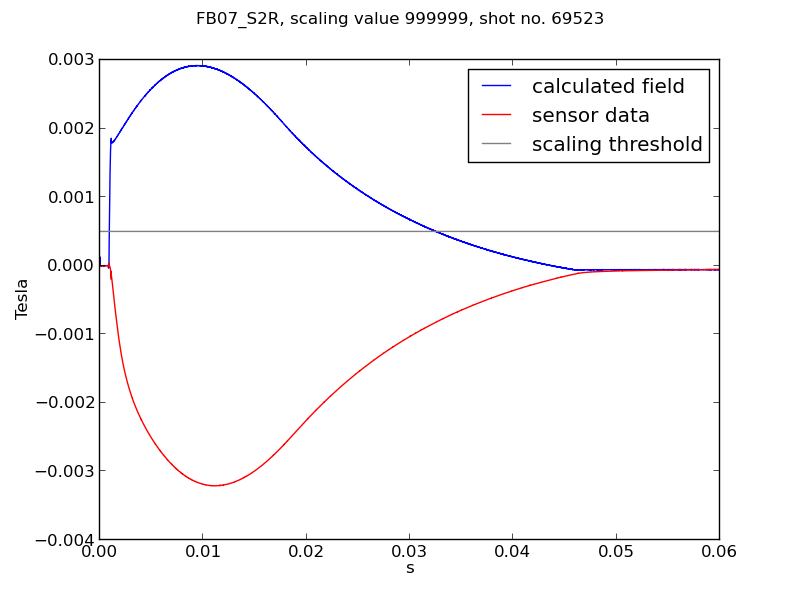 FB07_S2R, scaling value 999999, shot no. 69523
calculated field
sensor data
scaling threshold
0.003
0.002
0.001
0.000
−0.001
−0.002
−0.003
−0.004
Tesla
0.00 0.01 0.02 0.03 0.04 0.05 0.06
s